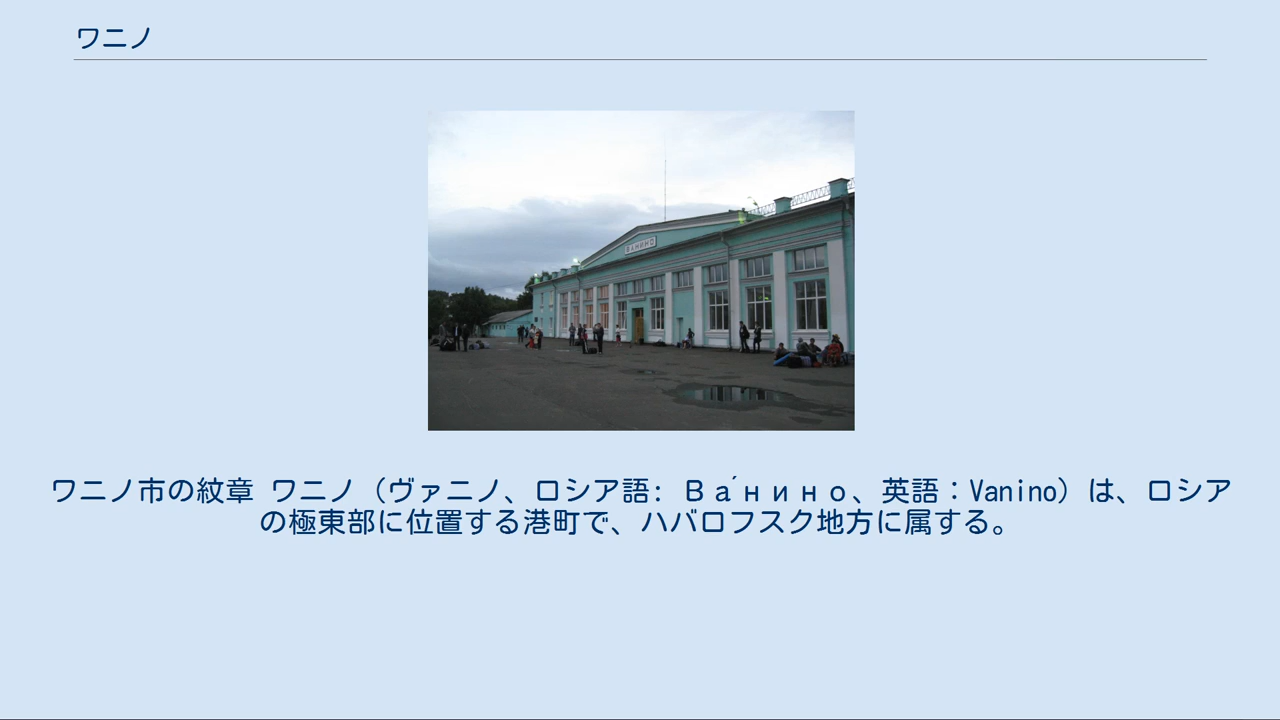 ワニノ
ВАНИНО
ワニノ市の紋章 ワニノ（ヴァニノ、ロシア語: Ва́нино、英語：Vanino）は、ロシア
の極東部に位置する港町で、ハバロフスク地方に属する。